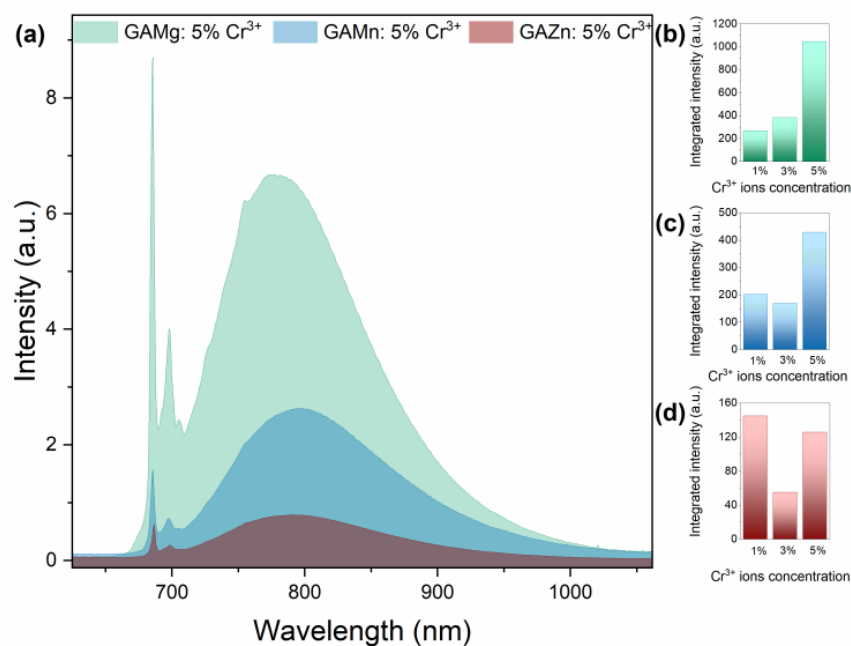 (a)
GAMg: 5% Cr³⁺ GAMn: 5% Cr³⁺ GAZn: 5% Cr³⁺
8
6
4
2
0
Intensity (a.u.)
700 800 900 1000
Wavelength (nm)
(b)
Integrated intensity (a.u.)
1200
1000
800
600
400
200
0
1% 3% 5%
Cr³⁺ ions concentration
(c)
Integrated intensity (a.u.)
500
400
300
200
100
0
1% 3% 5%
Cr³⁺ ions concentration
(d)
Integrated intensity (a.u.)
160
120
80
40
0
1% 3% 5%
Cr³⁺ ions concentration